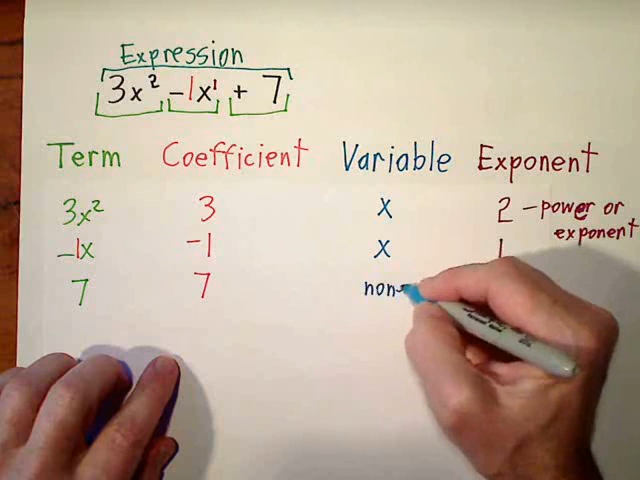 Expression
3x² -1x¹ + 7
Term Coefficient Variable Exponent
3x² 3 x 2 - power or
exponent
-1x -1 x 1
7 7 non